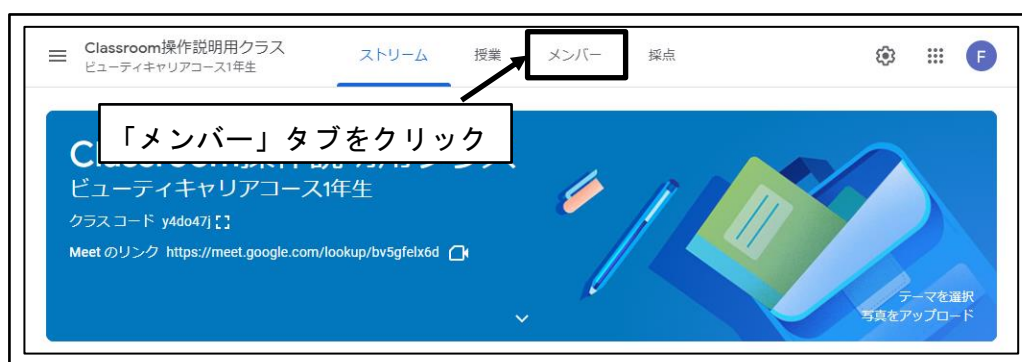 Classroom操作説明用クラス
ビューティキャリアコース1年生
ストリーム 授業 メンバー 採点
F
「メンバー」タブをクリック
ビューティキャリアコース1年生
クラス コード y4do47j
Meet のリンク https://meet.google.com/lookup/bv5gfelx6d
テーマを選択
写真をアップロード